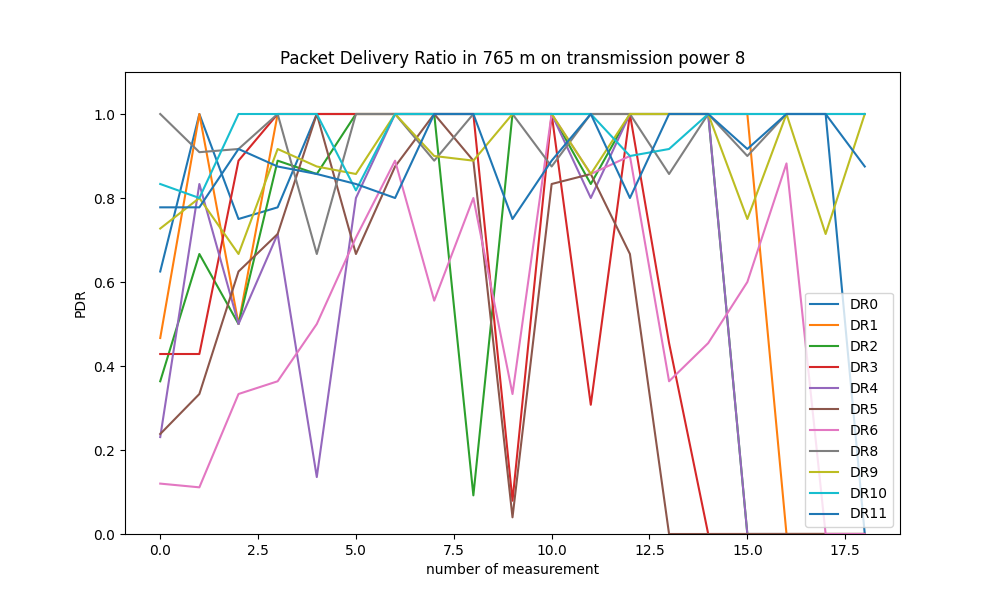 Packet Delivery Ratio in 765 m on transmission power 8
PDR
1.0
0.8
0.6
0.4
0.2
0.0
0.0 2.5 5.0 7.5 10.0 12.5 15.0 17.5
number of measurement
DR0
DR1
DR2
DR3
DR4
DR5
DR6
DR8
DR9
DR10
DR11